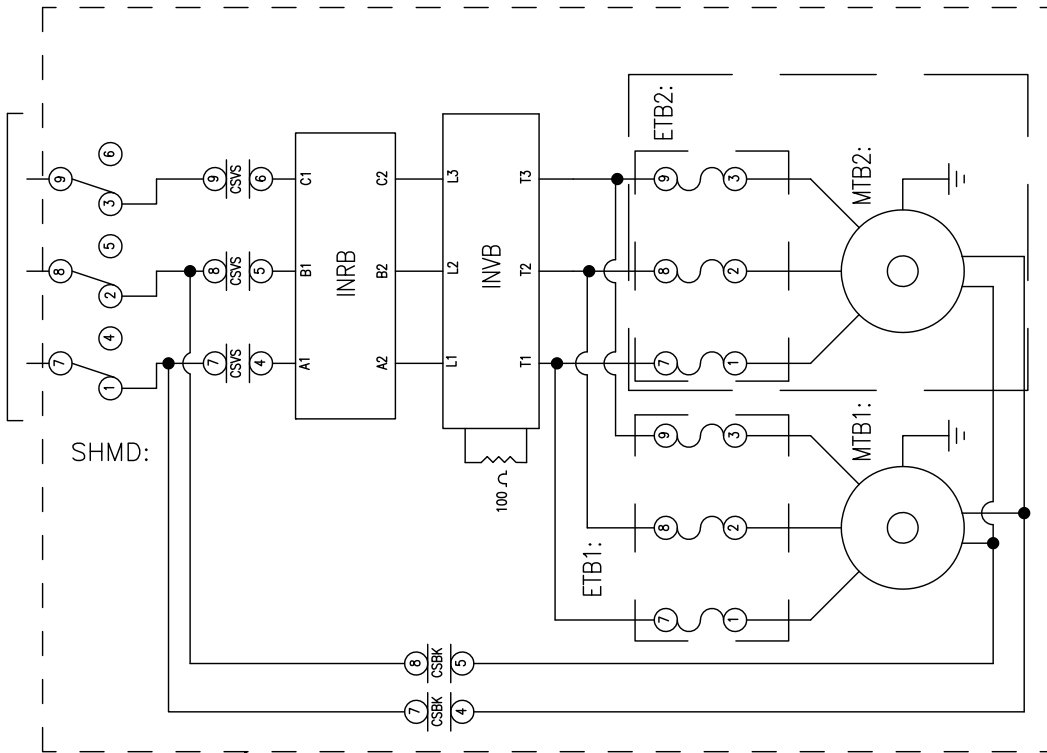 9 8 7
6 5 4
3 2 1
SHMD:
9 8 7
CSVS CSVS CSVS
6 5 4
C1 B1 A1
INRB
C2 B2 A2
L3 L2 L1
INVB
T3 T2 T1
100 Ω
ETB2:
9 8 7
3 2 1
MTB2:
ETB1:
9 8 7
3 2 1
MTB1:
8 7
CSBK CSBK
5 4